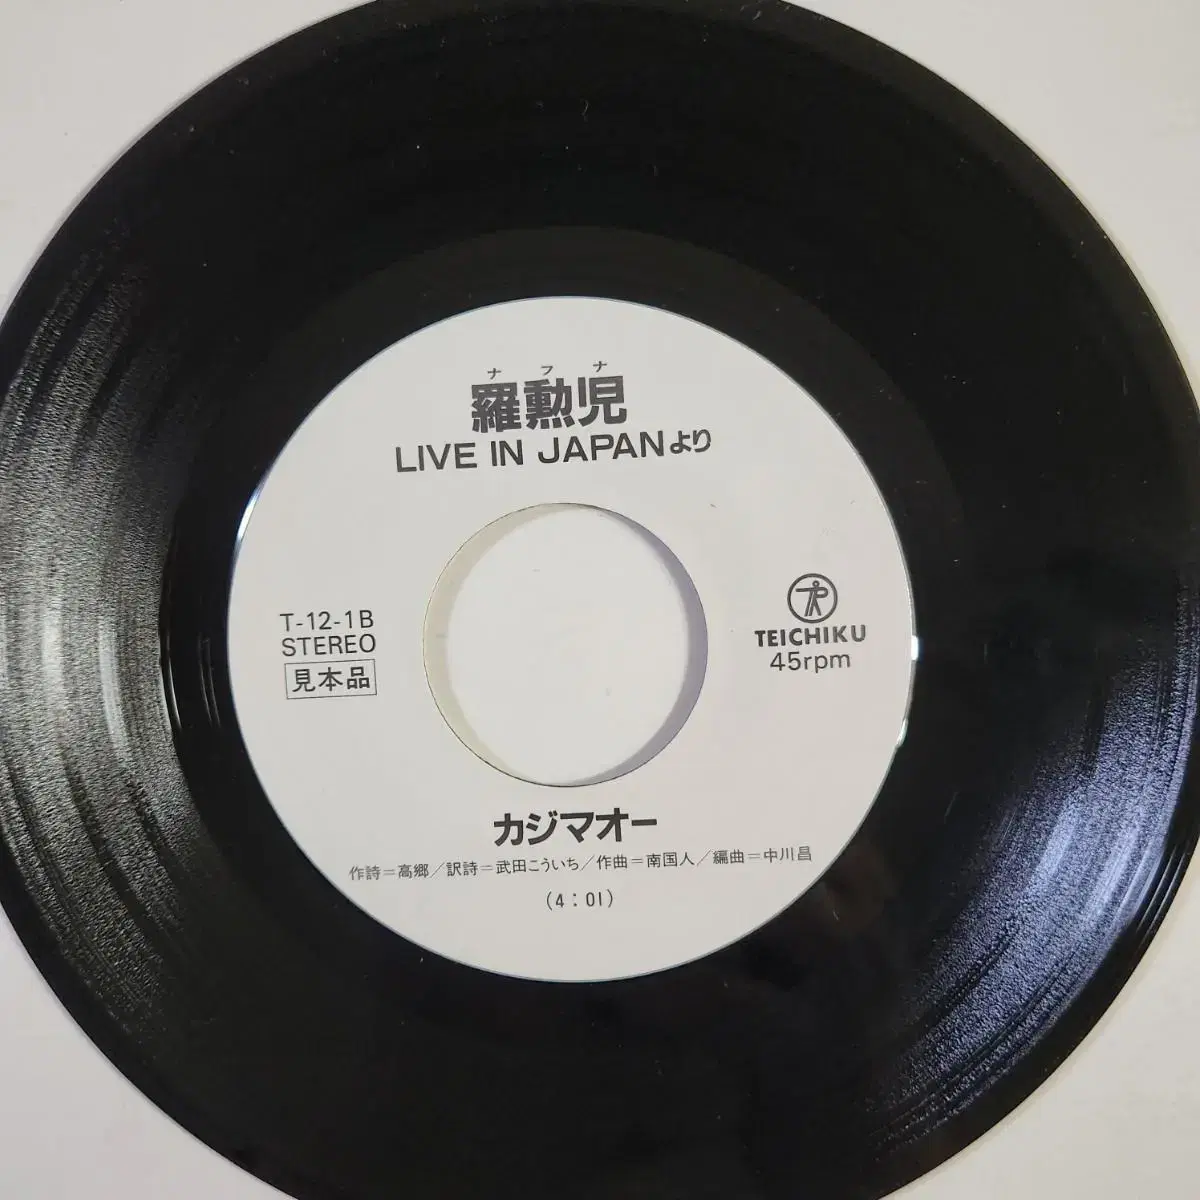 ナフナ
羅勲児
LIVE IN JAPANより
T-12-1B
STEREO
見本品
TEICHIKU
45rpm
カジマオー
作詩=高郷/訳詩=武田こういち/作曲=南国人/編曲=中川昌
(4:01)